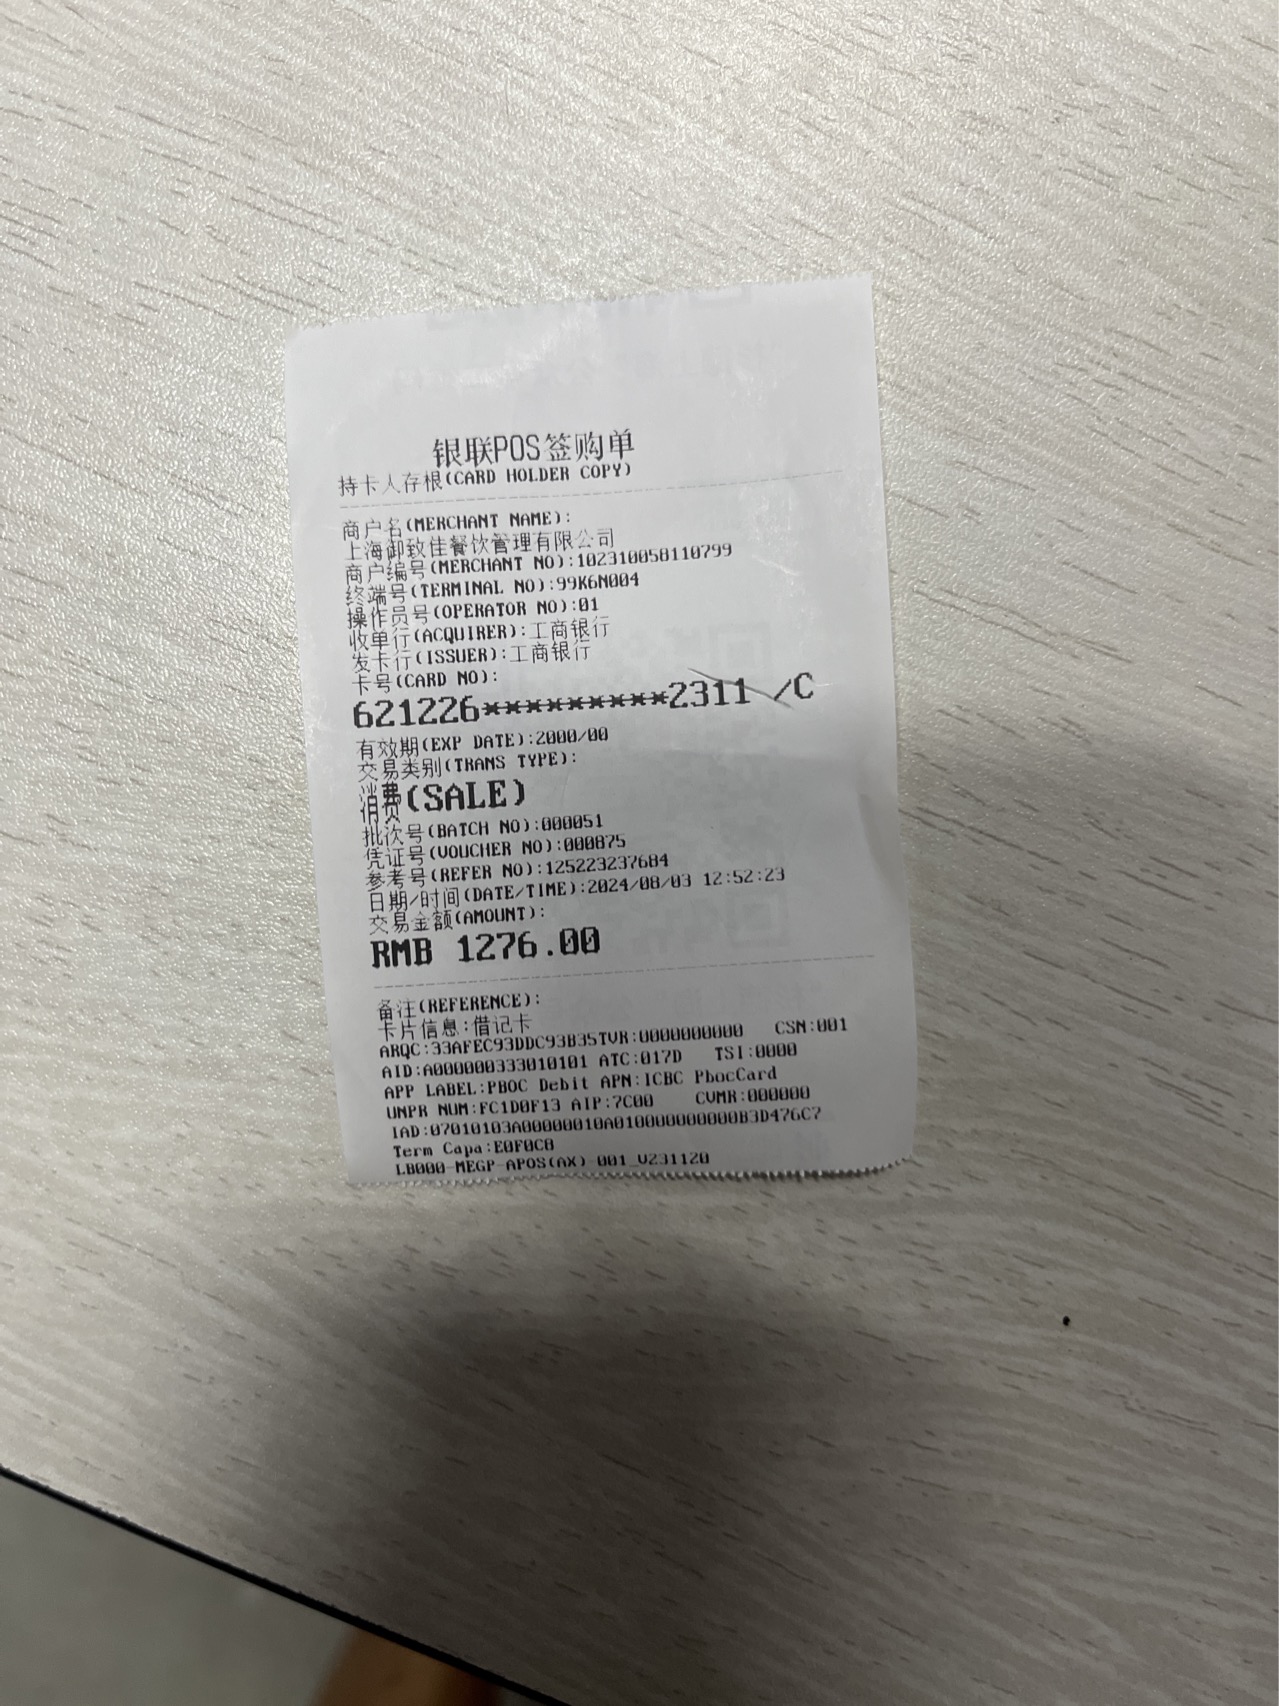 银联POS签购单
持卡人存根(CARD HOLDER COPY)
商户名(MERCHANT NAME):
上海御致佳餐饮管理有限公司
商户编号(MERCHANT NO):102310058110799
终端号(TERMINAL NO):99K6N004
操作员号(OPERATOR NO):01
收单行(ACQUIRER):工商银行
发卡行(ISSUER):工商银行
卡号(CARD NO):
621226*********2311 /C
有效期(EXP DATE):2000/00
交易类别(TRANS TYPE):
消费(SALE)
批次号(BATCH NO):000051
凭证号(VOUCHER NO):000875
参考号(REFER NO):125223237684
日期/时间(DATE/TIME):2024/08/03 12:52:23
交易金额(AMOUNT):
RMB 1276.00
备注(REFERENCE):
卡片信息:借记卡
ARQC:33AFEC93DDC93B35TVR:0000000000 CSN:001
AID:A000000333010101 ATC:017D TSI:0000
APP LABEL:PBOC Debit APN:ICBC PbocCard
UNPR NUM:FC1D0F13 AIP:7C00 CVMR:000000
IAD:07010103A00000010A010000000000B3D476C7
Term Capa:E0F0C8
LB000-MEGP-APOS(AX)-001_V231120